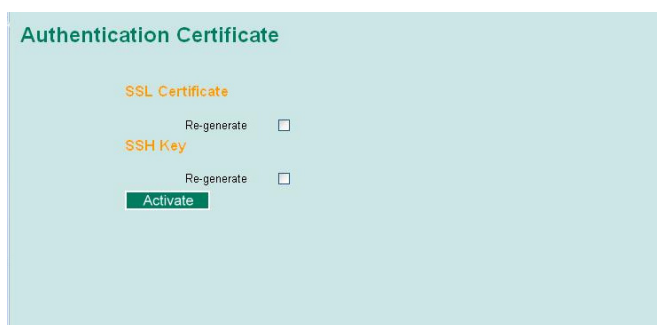 Authentication Certificate
SSL Certificate
Re-generate
SSH Key
Re-generate
Activate